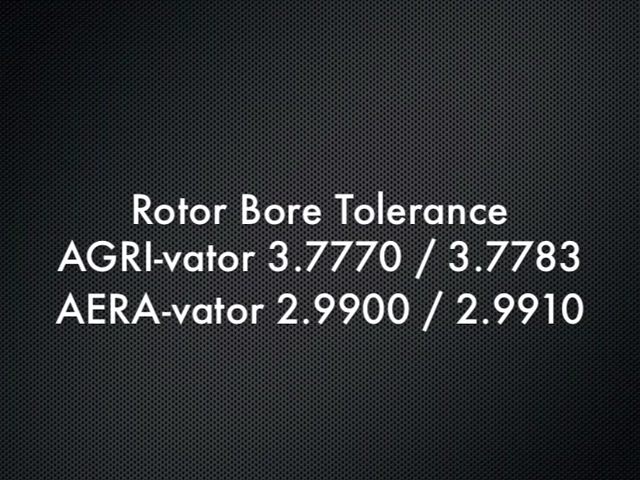 Rotor Bore Tolerance
AGRI-vator 3.7770 / 3.7783
AERA-vator 2.9900 / 2.9910